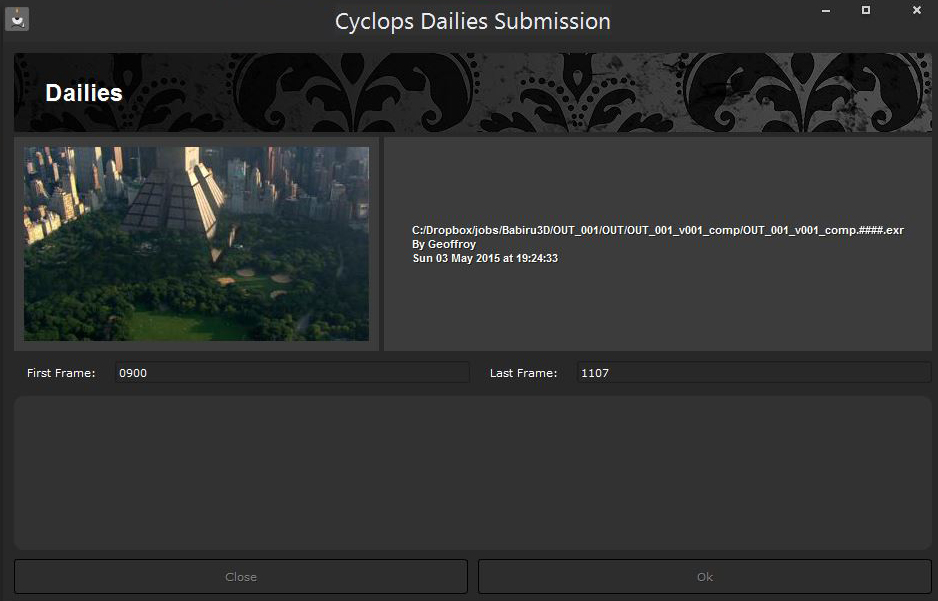 Cyclops Dailies Submission
Dailies
C:/Dropbox/jobs/Babiru3D/OUT_001/OUT/OUT_001_v001_comp/OUT_001_v001_comp.####.exr
By Geoffroy
Sun 03 May 2015 at 19:24:33
First Frame: 0900 Last Frame: 1107
Close Ok